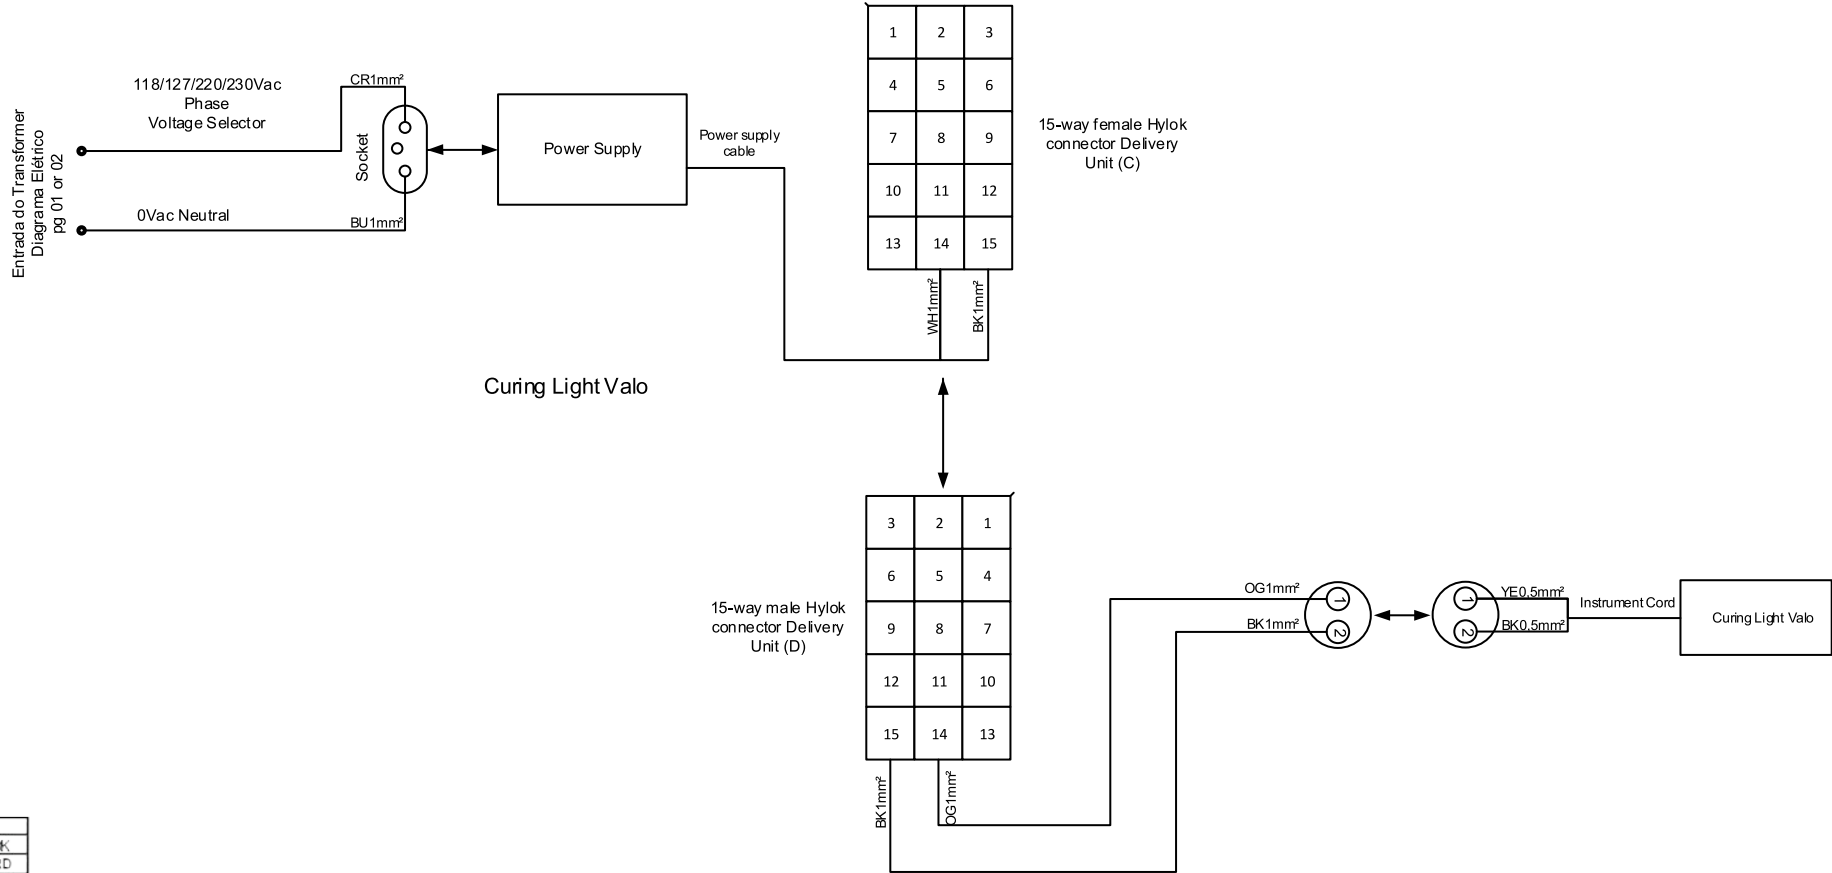 118/127/220/230Vac
Phase
Voltage Selector
CR1mm²
Entrada do Transformer
Diagrama Elétrico
pg 01 or 02
0Vac Neutral
BU1mm²
Socket
Power Supply
Power supply
cable
1 2 3
4 5 6
7 8 9
10 11 12
13 14 15
15-way female Hylok
connector Delivery
Unit (C)
WH1mm²
BK1mm²
Curing Light Valo
3 2 1
6 5 4
9 8 7
12 11 10
15 14 13
15-way male Hylok
connector Delivery
Unit (D)
BK1mm²
OG1mm²
OG1mm²
BK1mm²
1
2
1
2
YE0,5mm²
BK0,5mm²
Instrument Cord
Curing Light Valo